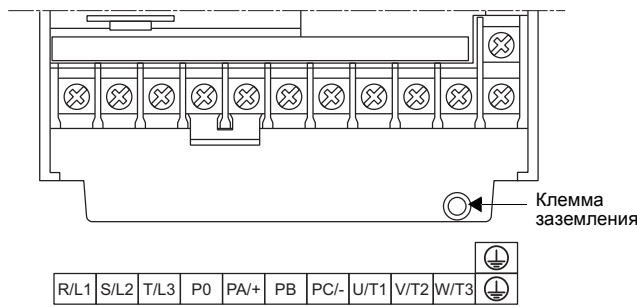 Клемма
заземления
R/L1 S/L2 T/L3 P0 PA/+ PB PC/- U/T1 V/T2 W/T3